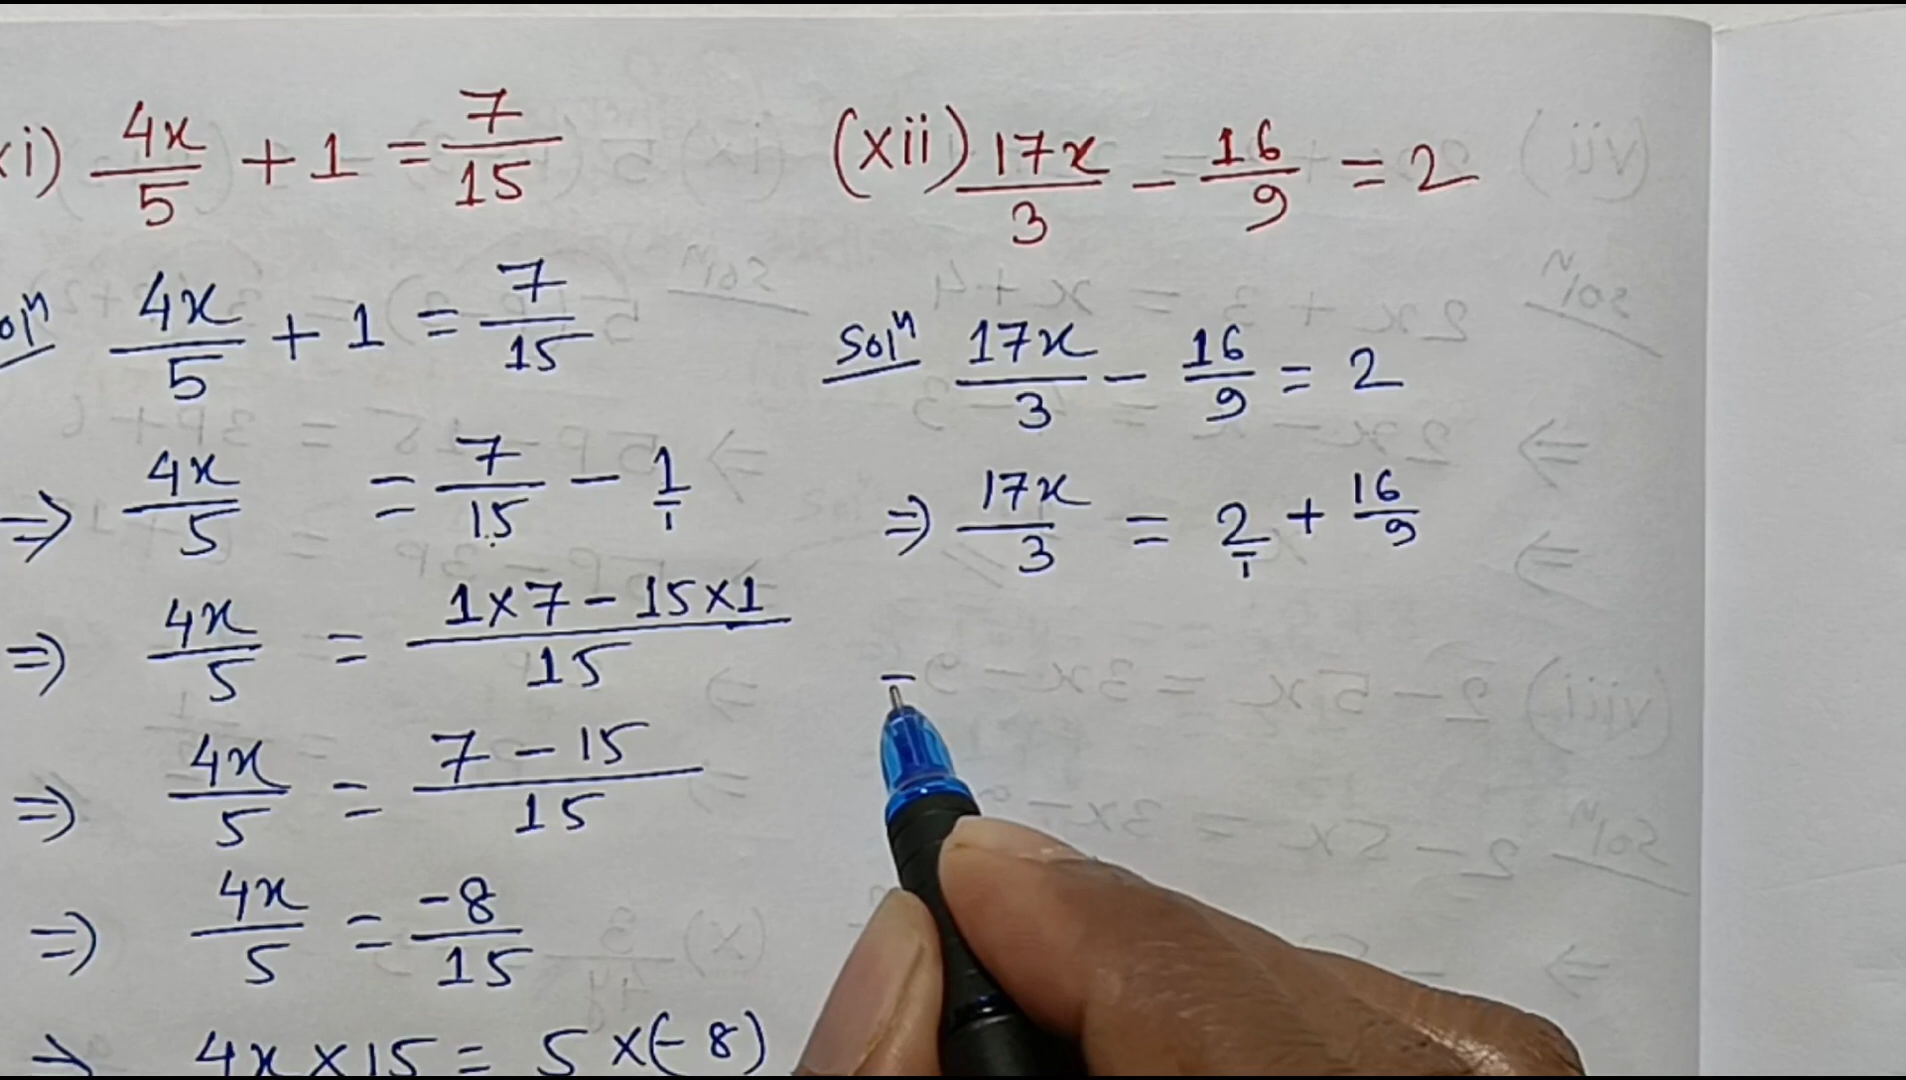 xi) 4x/5 + 1 = 7/15
Solⁿ 4x/5 + 1 = 7/15
⇒ 4x/5 = 7/15 - 1/1
⇒ 4x/5 = 1×7-15×1/15
⇒ 4x/5 = 7-15/15
⇒ 4x/5 = -8/15
⇒ 4x×15 = 5×(-8)
(xii) 17x/3 - 16/9 = 2
Solⁿ 17x/3 - 16/9 = 2
⇒ 17x/3 = 2/1 + 16/9